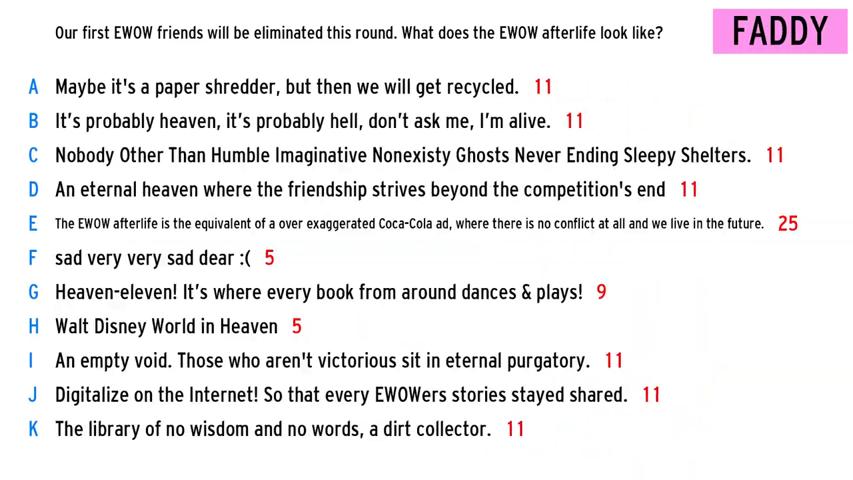 Our first EWOW friends will be eliminated this round. What does the EWOW afterlife look like?
FADDY
A Maybe it's a paper shredder, but then we will get recycled. 11
B It’s probably heaven, it’s probably hell, don’t ask me, I’m alive. 11
C Nobody Other Than Humble Imaginative Nonexisty Ghosts Never Ending Sleepy Shelters. 11
D An eternal heaven where the friendship strives beyond the competition's end 11
E The EWOW afterlife is the equivalent of a over exaggerated Coca-Cola ad, where there is no conflict at all and we live in the future. 25
F sad very very sad dear :( 5
G Heaven-eleven! It’s where every book from around dances & plays! 9
H Walt Disney World in Heaven 5
I An empty void. Those who aren't victorious sit in eternal purgatory. 11
J Digitalize on the Internet! So that every EWOWers stories stayed shared. 11
K The library of no wisdom and no words, a dirt collector. 11